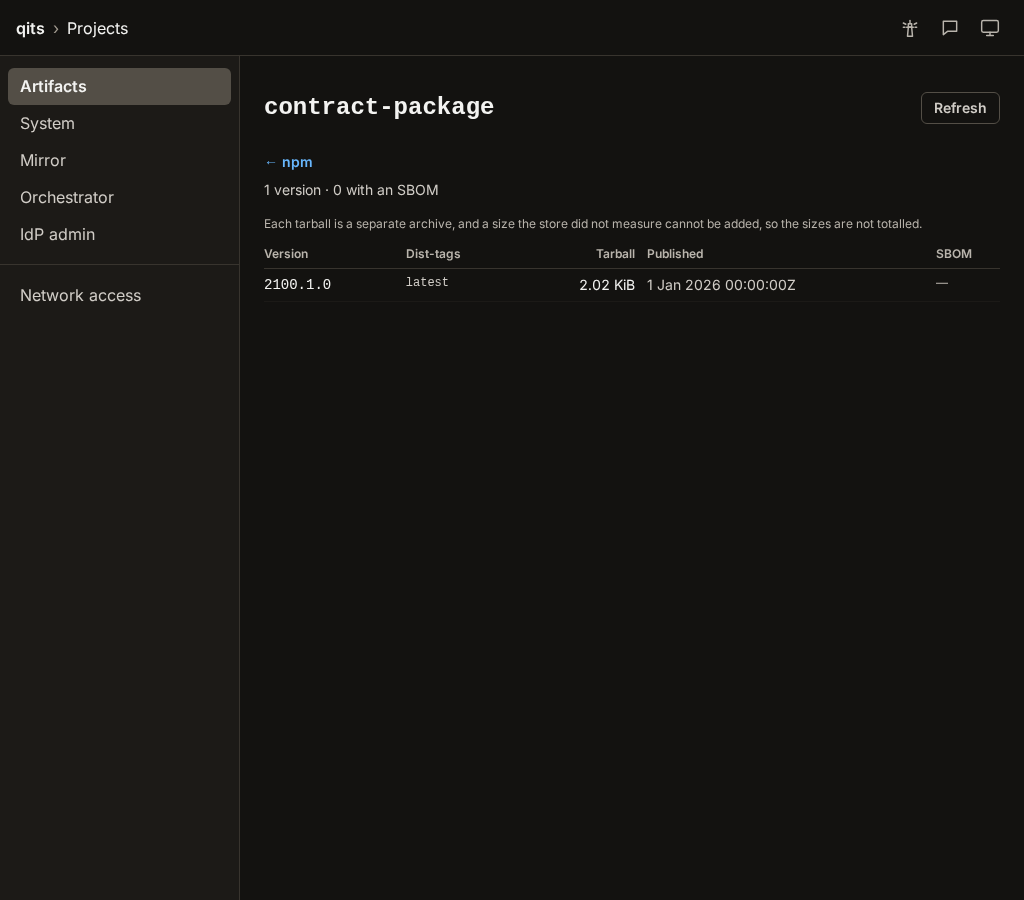 qits › Projects
Artifacts
System
Mirror
Orchestrator
IdP admin
Network access
contract-package
Refresh
← npm
1 version · 0 with an SBOM
Each tarball is a separate archive, and a size the store did not measure cannot be added, so the sizes are not totalled.
Version Dist-tags Tarball Published SBOM
2100.1.0 latest 2.02 KiB 1 Jan 2026 00:00:00Z —